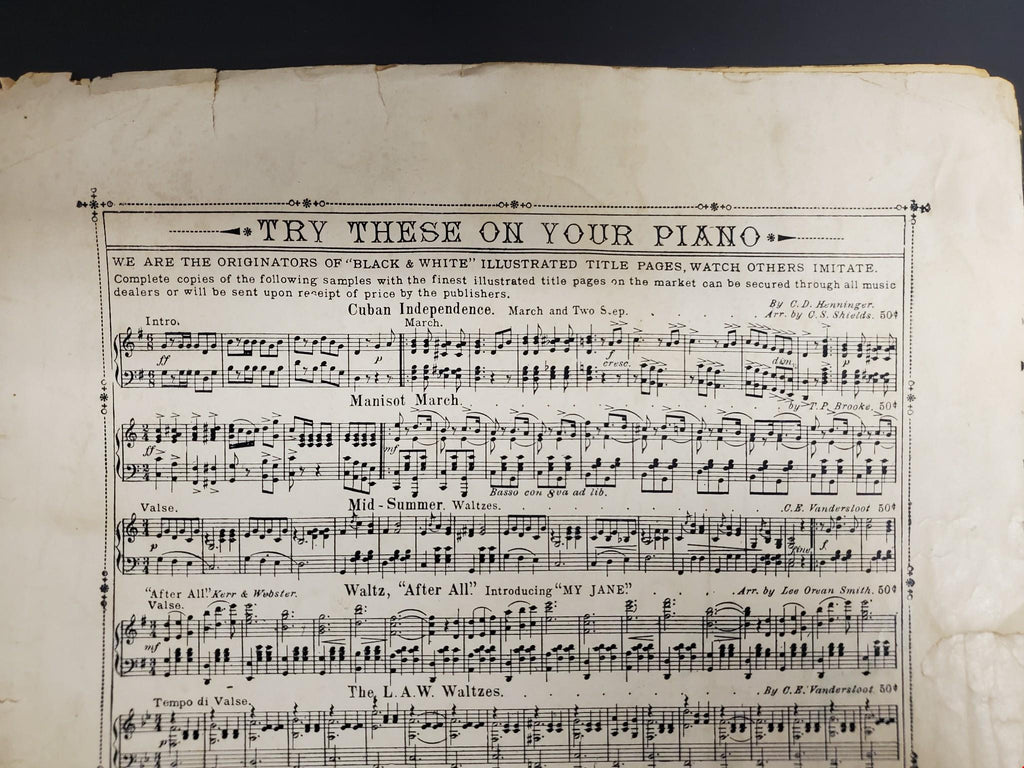 TRY THESE ON YOUR PIANO
WE ARE THE ORIGINATORS OF "BLACK & WHITE" ILLUSTRATED TITLE PAGES, WATCH OTHERS IMITATE.
Complete copies of the following samples with the finest illustrated title pages on the market can be secured through all music
dealers or will be sent upon receipt of price by the publishers.
Cuban Independence. March and Two Step. By C. D. Henninger.
Arr. by C. S. Shields. 50¢
Intro. March.
ff p f cresc. dim. p
Manisot March. by T. P. Brooke. 50¢
ff mf
Basso con 8va ad lib.
Valse. Mid-Summer Waltzes. C. E. Vandersloot 50¢
p f
"After All." Kerr & Webster. Waltz, "After All." Introducing "MY JANE." Arr. by Lee Orean Smith. 50¢
Valse.
mf
The L. A. W. Waltzes. By C. E. Vandersloot 50¢
Tempo di Valse.
p